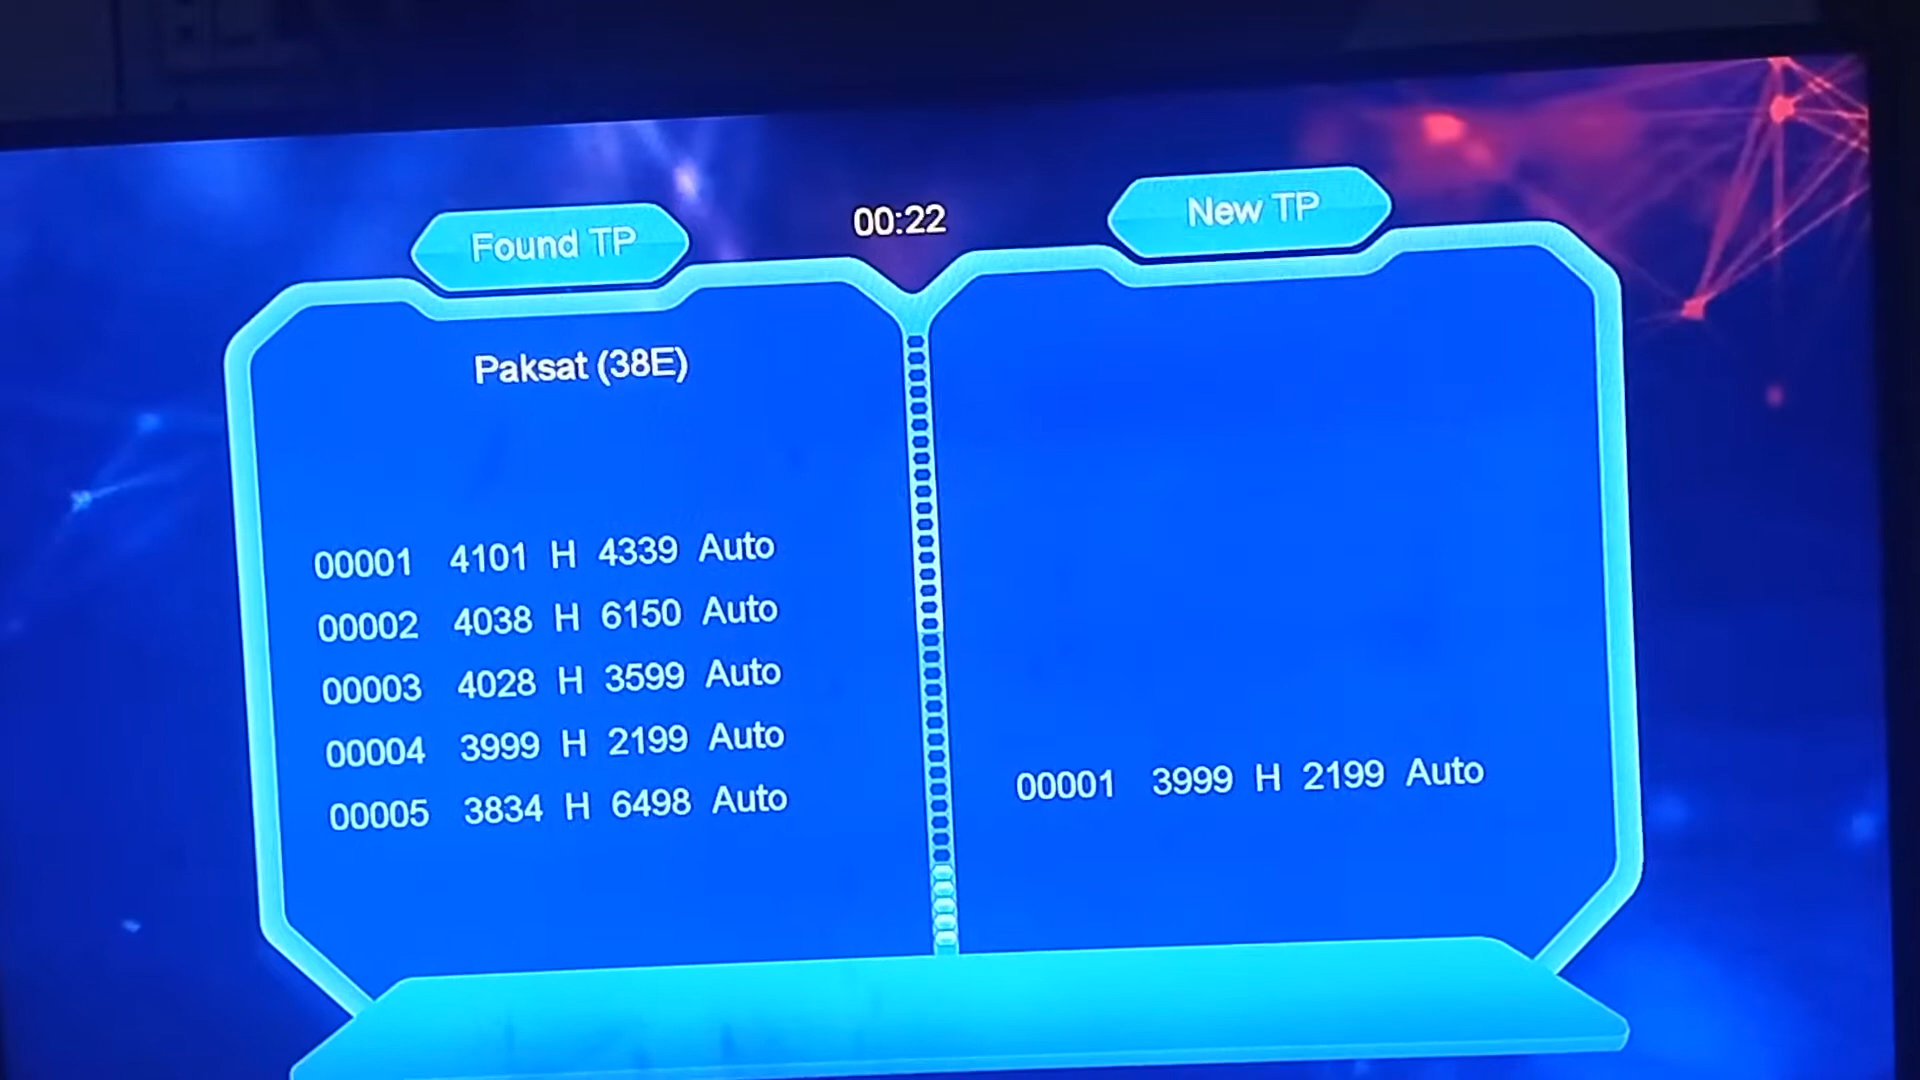 Found TP
00:22
New TP
Paksat (38E)
00001 4101 H 4339 Auto
00002 4038 H 6150 Auto
00003 4028 H 3599 Auto
00004 3999 H 2199 Auto
00005 3834 H 6498 Auto
00001 3999 H 2199 Auto